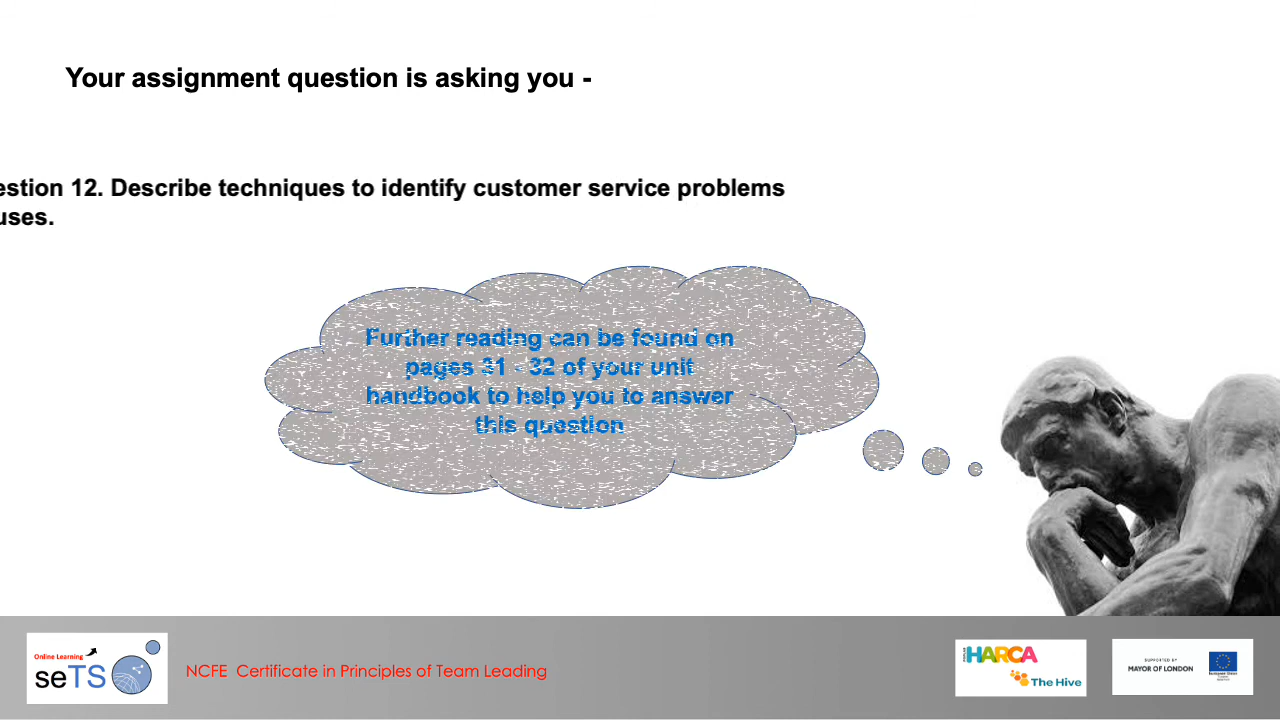 Your assignment question is asking you -
estion 12. Describe techniques to identify customer service problems
uses.
Further reading can be found on
pages 31 - 32 of your unit
handbook to help you to answer
this question
Online Learning
seTS
NCFE Certificate in Principles of Team Leading
HARCA
The Hive
SUPPORTED BY
MAYOR OF LONDON